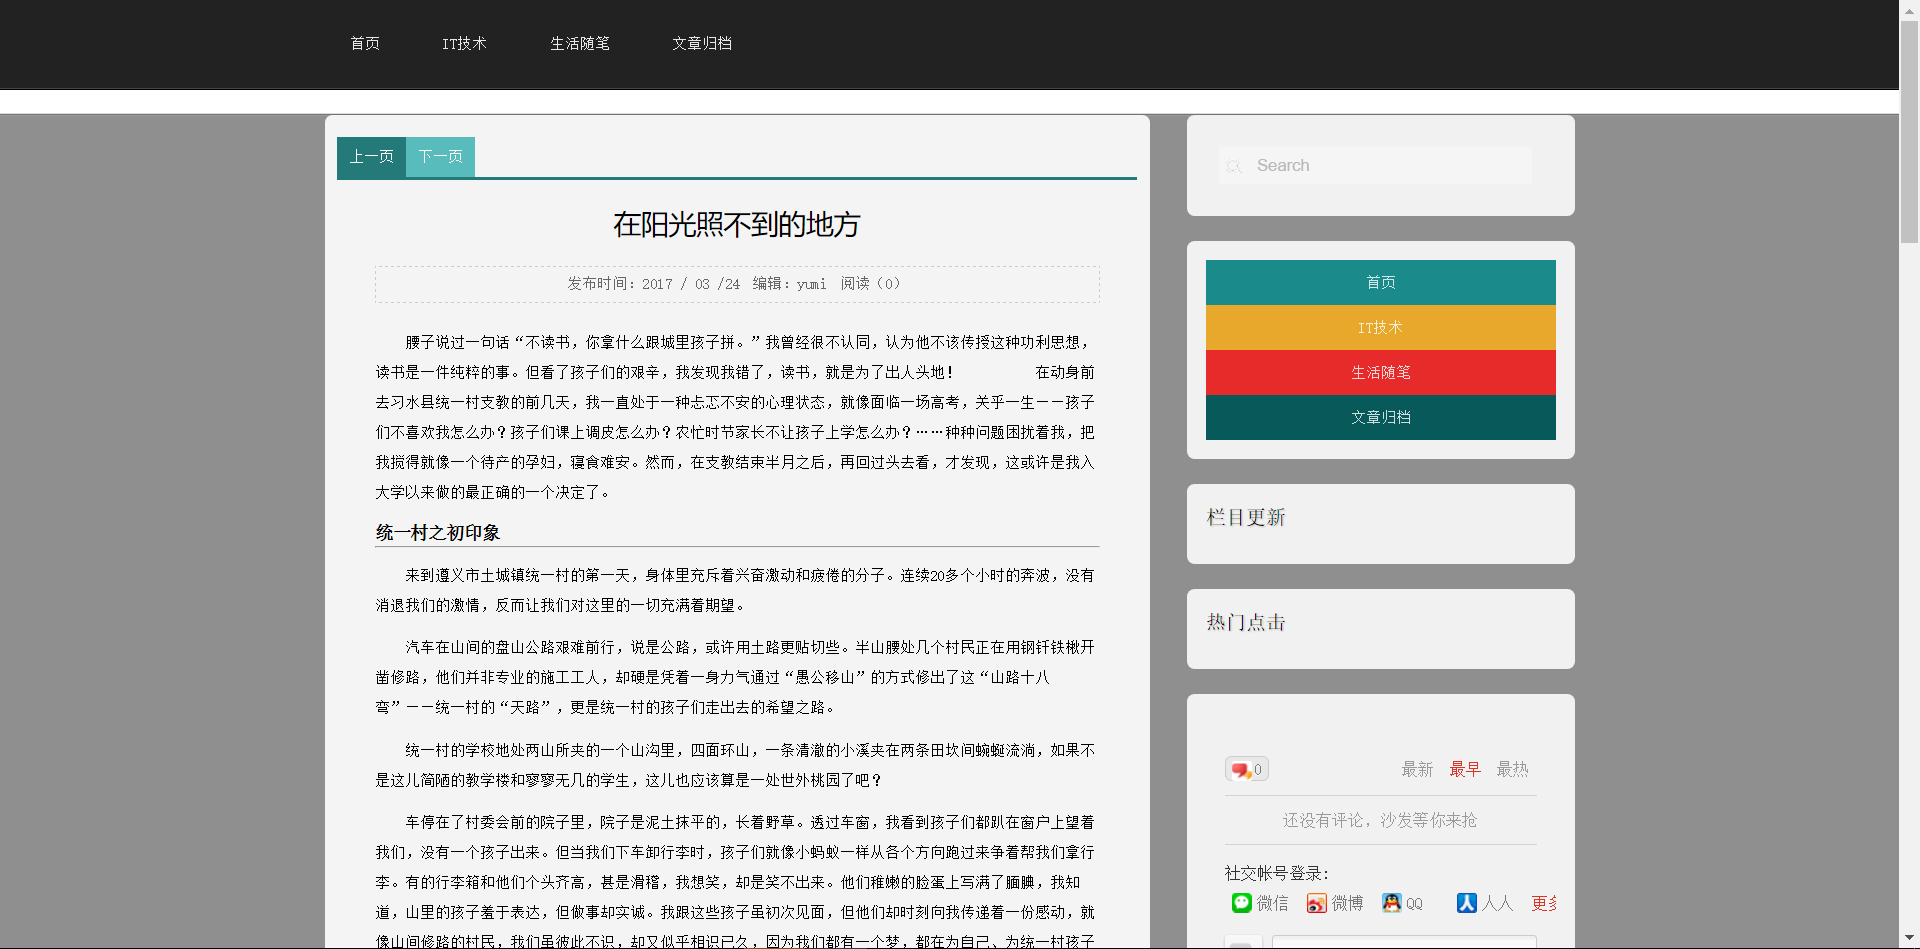 首页 IT技术 生活随笔 文章归档
上一页 下一页
在阳光照不到的地方
发布时间：2017 / 03 /24 编辑：yumi 阅读（0）
腰子说过一句话“不读书，你拿什么跟城里孩子拼。”我曾经很不认同，认为他不该传授这种功利思想，
读书是一件纯粹的事。但看了孩子们的艰辛，我发现我错了，读书，就是为了出人头地！ 在动身前
去习水县统一村支教的前几天，我一直处于一种忐忑不安的心理状态，就像面临一场高考，关乎一生——孩子
们不喜欢我怎么办？孩子们课上调皮怎么办？农忙时节家长不让孩子上学怎么办？……种种问题困扰着我，把
我搅得就像一个待产的孕妇，寝食难安。然而，在支教结束半月之后，再回过头去看，才发现，这或许是我入
大学以来做的最正确的一个决定了。
统一村之初印象
来到遵义市土城镇统一村的第一天，身体里充斥着兴奋激动和疲倦的分子。连续20多个小时的奔波，没有
消退我们的激情，反而让我们对这里的一切充满着期望。
汽车在山间的盘山公路艰难前行，说是公路，或许用土路更贴切些。半山腰处几个村民正在用钢钎铁楸开
凿修路，他们并非专业的施工工人，却硬是凭着一身力气通过“愚公移山”的方式修出了这“山路十八
弯”——统一村的“天路”，更是统一村的孩子们走出去的希望之路。
统一村的学校地处两山所夹的一个山沟里，四面环山，一条清澈的小溪夹在两条田坎间蜿蜒流淌，如果不
是这儿简陋的教学楼和寥寥无几的学生，这儿也应该算是一处世外桃园了吧？
车停在了村委会前的院子里，院子是泥土抹平的，长着野草。透过车窗，我看到孩子们都趴在窗户上望着
我们，没有一个孩子出来。但当我们下车卸行李时，孩子们就像小蚂蚁一样从各个方向跑过来争着帮我们拿行
李。有的行李箱和他们个头齐高，甚是滑稽，我想笑，却是笑不出来。他们稚嫩的脸蛋上写满了腼腆，我知
道，山里的孩子羞于表达，但做事却实诚。我跟这些孩子虽初次见面，但他们却时刻向我传递着一份感动，就
像山间修路的村民，我们虽彼此不识，却又似乎相识已久，因为我们都有一个梦，都在为自己、为统一村孩子
Search
首页
IT技术
生活随笔
文章归档
栏目更新
热门点击
0 最新 最早 最热
还没有评论，沙发等你来抢
社交帐号登录:
微信 微博 QQ 人人 更多